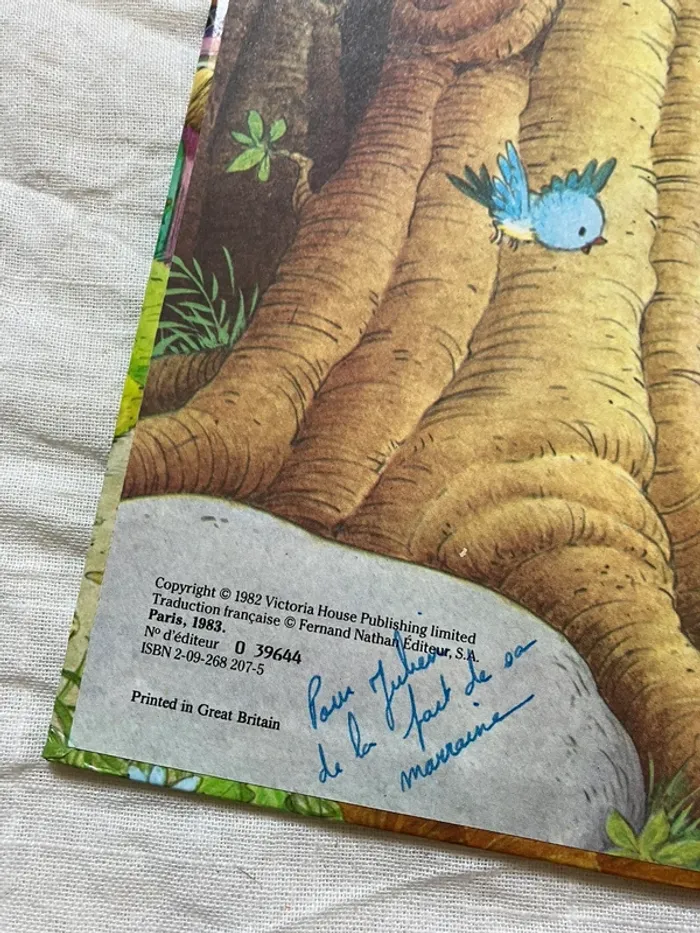 Copyright © 1982 Victoria House Publishing limited
Traduction française © Fernand Nathan Éditeur, S.A.
Paris, 1983.
Nº d'éditeur O 39644
ISBN 2-09-268 207-5
Printed in Great Britain
Pour Julien
de la part de sa
marraine